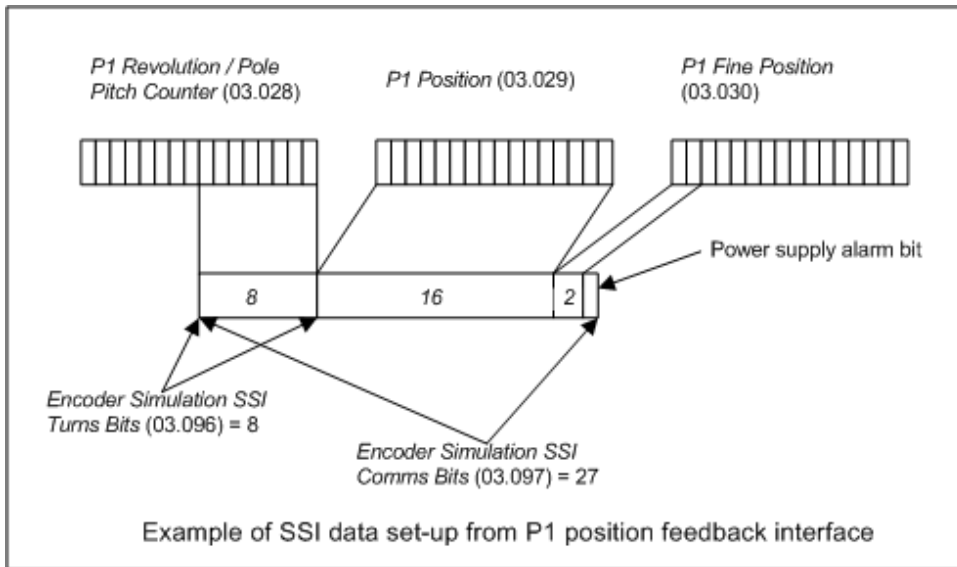 P1 Revolution / Pole
Pitch Counter (03.028)
P1 Position (03.029)
P1 Fine Position
(03.030)
Power supply alarm bit
8
16
2
Encoder Simulation SSI
Turns Bits (03.096) = 8
Encoder Simulation SSI
Comms Bits (03.097) = 27
Example of SSI data set-up from P1 position feedback interface